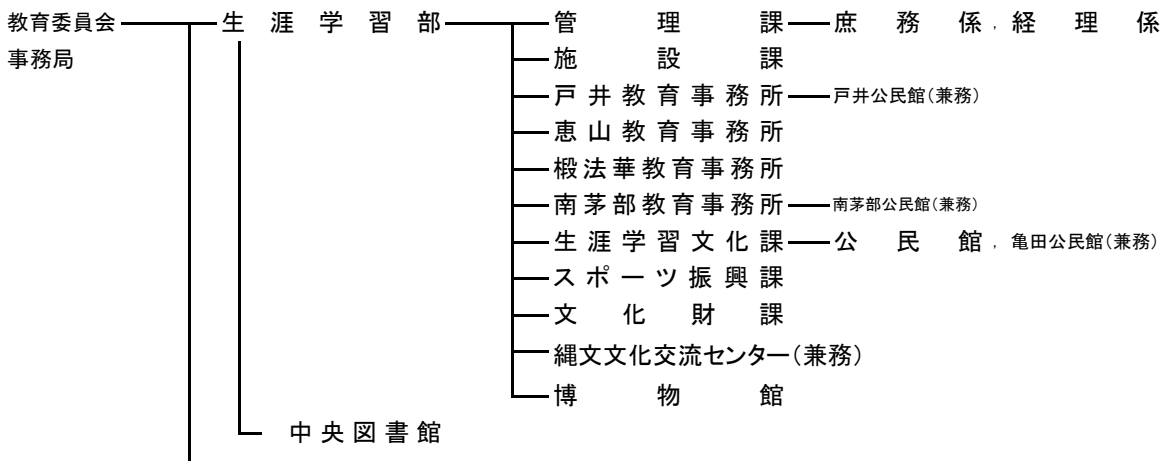 教育委員会 生涯学習部 管理課 庶務係，経理係
事務局 施設課
戸井教育事務所 戸井公民館（兼務）
恵山教育事務所
椴法華教育事務所
南茅部教育事務所 南茅部公民館（兼務）
生涯学習文化課 公民館，亀田公民館（兼務）
スポーツ振興課
文化財課
縄文文化交流センター（兼務）
博物館
中央図書館